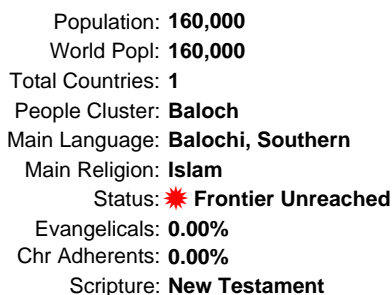 Population: 160,000
World Popl: 160,000
Total Countries: 1
People Cluster: Baloch
Main Language: Balochi, Southern
Main Religion: Islam
Status: Frontier Unreached
Evangelicals: 0.00%
Chr Adherents: 0.00%
Scripture: New Testament